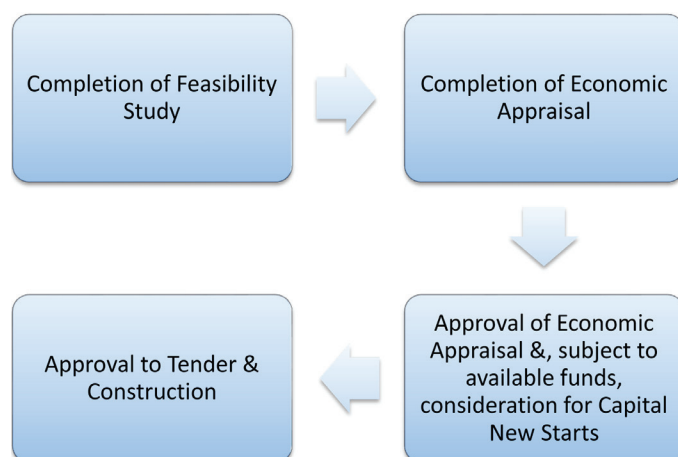 Completion of Feasibility
Study
Completion of Economic
Appraisal
Approval of Economic
Appraisal &, subject to
available funds,
consideration for Capital
New Starts
Approval to Tender &
Construction